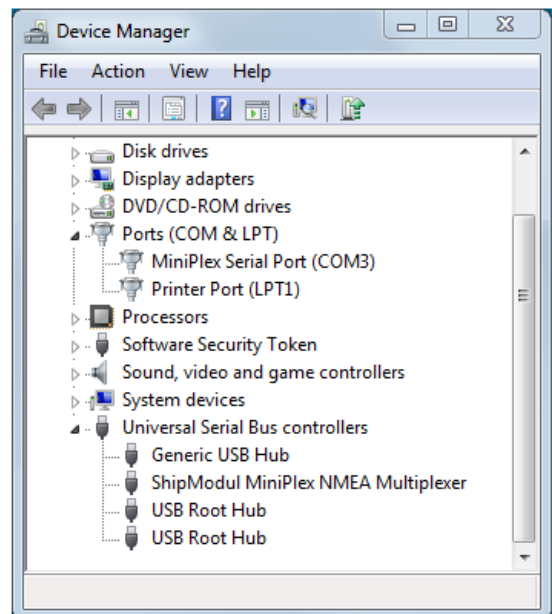 Device Manager
File Action View Help
Disk drives
Display adapters
DVD/CD-ROM drives
Ports (COM & LPT)
MiniPlex Serial Port (COM3)
Printer Port (LPT1)
Processors
Software Security Token
Sound, video and game controllers
System devices
Universal Serial Bus controllers
Generic USB Hub
ShipModul MiniPlex NMEA Multiplexer
USB Root Hub
USB Root Hub